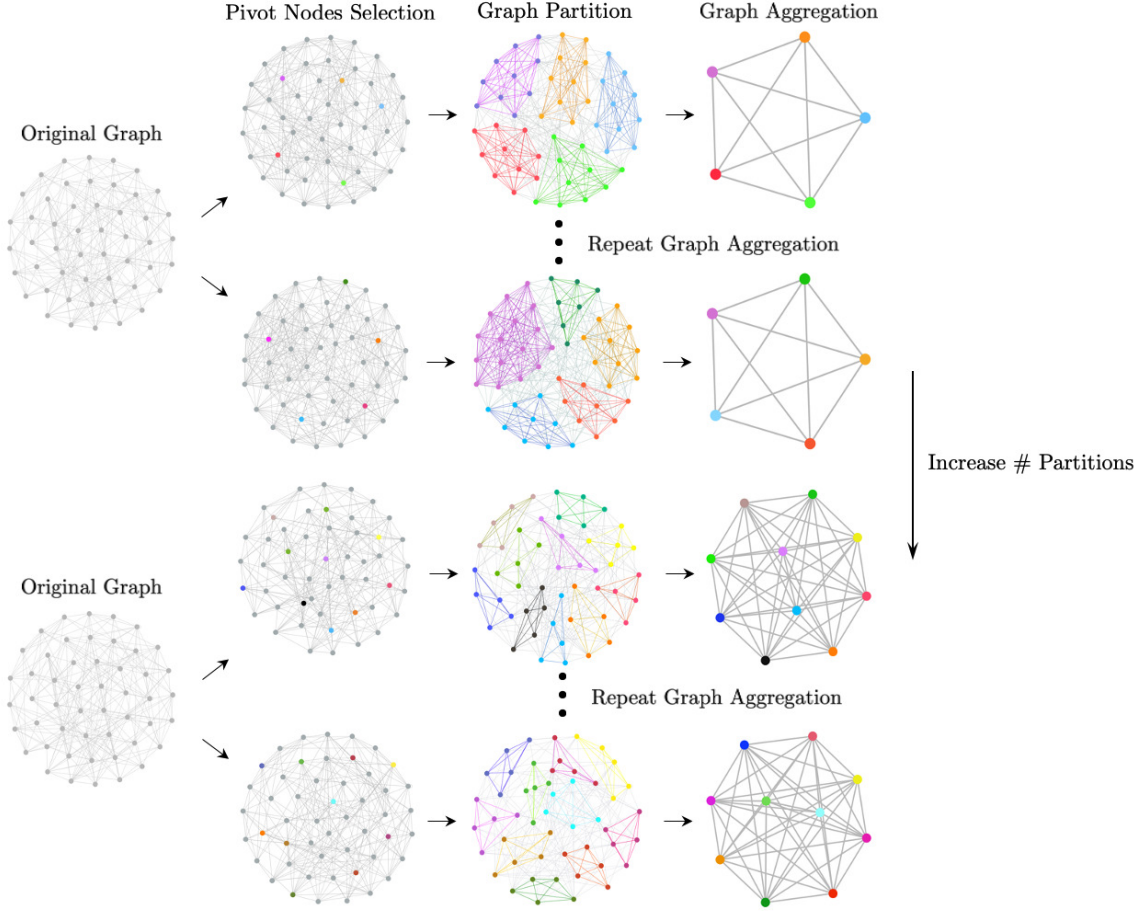 Pivot Nodes Selection
Graph Partition
Graph Aggregation
Original Graph
Repeat Graph Aggregation
Increase # Partitions
Original Graph
Repeat Graph Aggregation